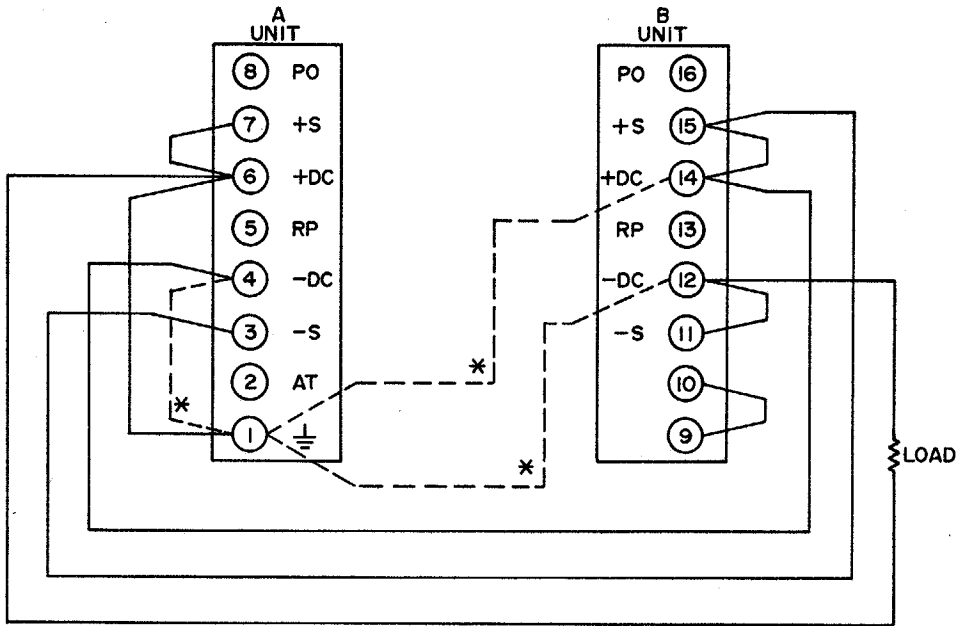 A
UNIT
8 PO
7 +S
6 +DC
5 RP
4 -DC
3 -S
2 AT
1
*
B
UNIT
PO 16
+S 15
+DC 14
RP 13
-DC 12
-S 11
10
9
*
*
LOAD